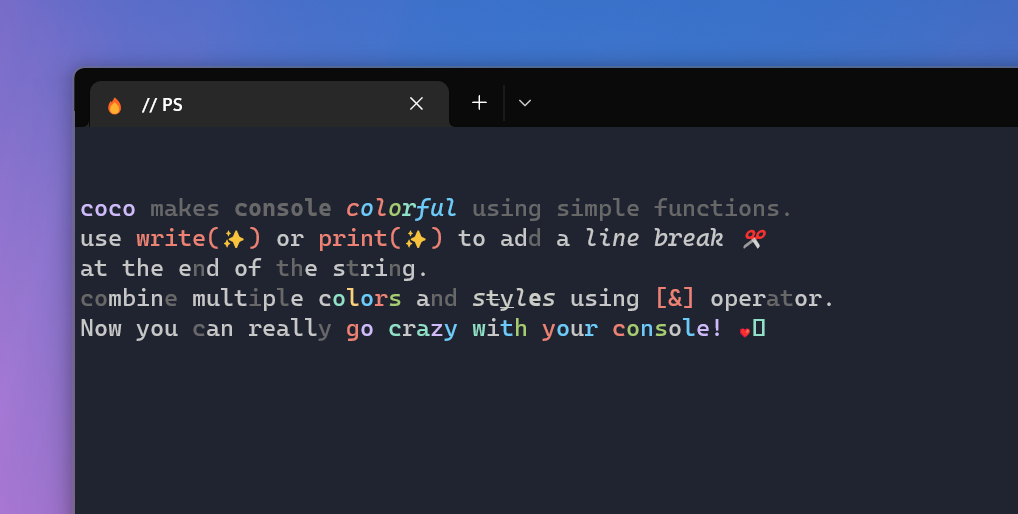 // PS
coco makes console colorful using simple functions.
use write(✨) or print(✨) to add a line break ✂
at the end of the string.
combine multiple colors and styles using [&] operator.
Now you can really go crazy with your console! ♥▯